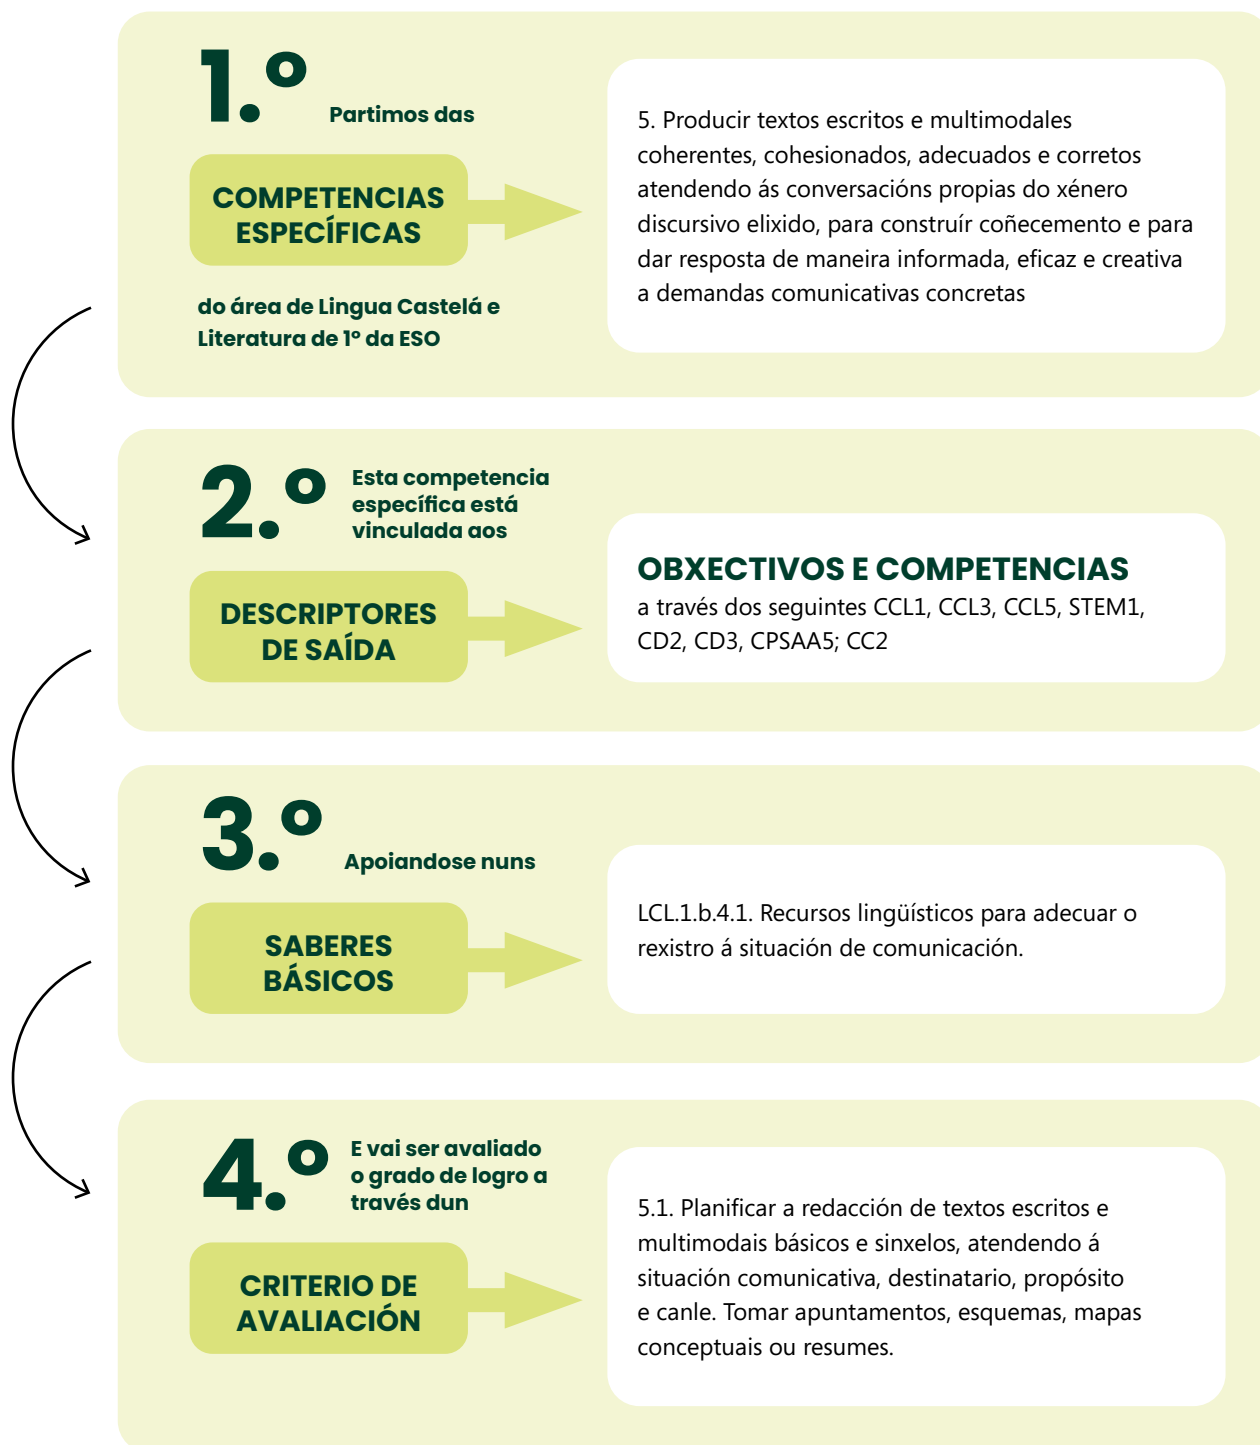 1.º
Partimos das
COMPETENCIAS
ESPECÍFICAS
do área de Lingua Castelá e
Literatura de 1º da ESO
5. Producir textos escritos e multimodales
coherentes, cohesionados, adecuados e corretos
atendendo ás conversacións propias do xénero
discursivo elixido, para construír coñecemento e para
dar resposta de maneira informada, eficaz e creativa
a demandas comunicativas concretas
2.º
Esta competencia
específica está
vinculada aos
DESCRIPTORES
DE SAÍDA
OBXECTIVOS E COMPETENCIAS
a través dos seguintes CCL1, CCL3, CCL5, STEM1,
CD2, CD3, CPSAA5; CC2
3.º
Apoiandose nuns
SABERES
BÁSICOS
LCL.1.b.4.1. Recursos lingüísticos para adecuar o
rexistro á situación de comunicación.
4.º
E vai ser avaliado
o grado de logro a
través dun
CRITERIO DE
AVALIACIÓN
5.1. Planificar a redacción de textos escritos e
multimodais básicos e sinxelos, atendendo á
situación comunicativa, destinatario, propósito
e canle. Tomar apuntamentos, esquemas, mapas
conceptuais ou resumes.